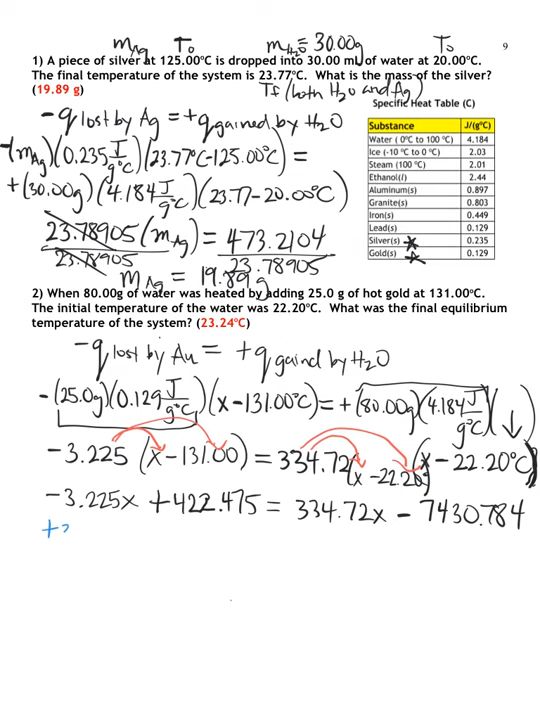 m_Ag T₀ m_H₂O = 30.00g T₀
9
1) A piece of silver at 125.00°C is dropped into 30.00 mL of water at 20.00°C.
The final temperature of the system is 23.77°C. What is the mass of the silver?
(19.89 g) Tf (both H₂O and Ag)
-q lost by Ag = +q gained by H₂O
-(m_Ag)(0.235 J/g°C)(23.77°C-125.00°C) =
+(30.00g)(4.184 J/g°C)(23.77-20.00°C)
23.78905 (m_Ag) = 473.2104
23.78905 23.78905
m_Ag = 19.89 g
Specific Heat Table (C)
Substance J/(g°C)
Water ( 0°C to 100 °C) 4.184
Ice (-10 °C to 0 °C) 2.03
Steam (100 °C) 2.01
Ethanol(l) 2.44
Aluminum(s) 0.897
Granite(s) 0.803
Iron(s) 0.449
Lead(s) 0.129
Silver(s) 0.235
Gold(s) 0.129
2) When 80.00g of water was heated by adding 25.0 g of hot gold at 131.00°C.
The initial temperature of the water was 22.20°C. What was the final equilibrium
temperature of the system? (23.24°C)
-q lost by Au = +q gained by H₂O
-(25.0g)(0.129 J/g°C)(x-131.00°C) = +(80.00g)(4.184 J/g°C)(↓)
-3.225 (x-131.00) = 334.72 (x-22.20) (x-22.20°C)
-3.225x +422.475 = 334.72x - 7430.784